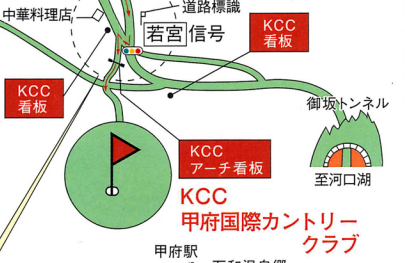 中華料理店
道路標識
若宮信号
KCC
看板
KCC
看板
御坂トンネル
KCC
アーチ看板
至河口湖
KCC
甲府国際カントリー
クラブ
甲府駅